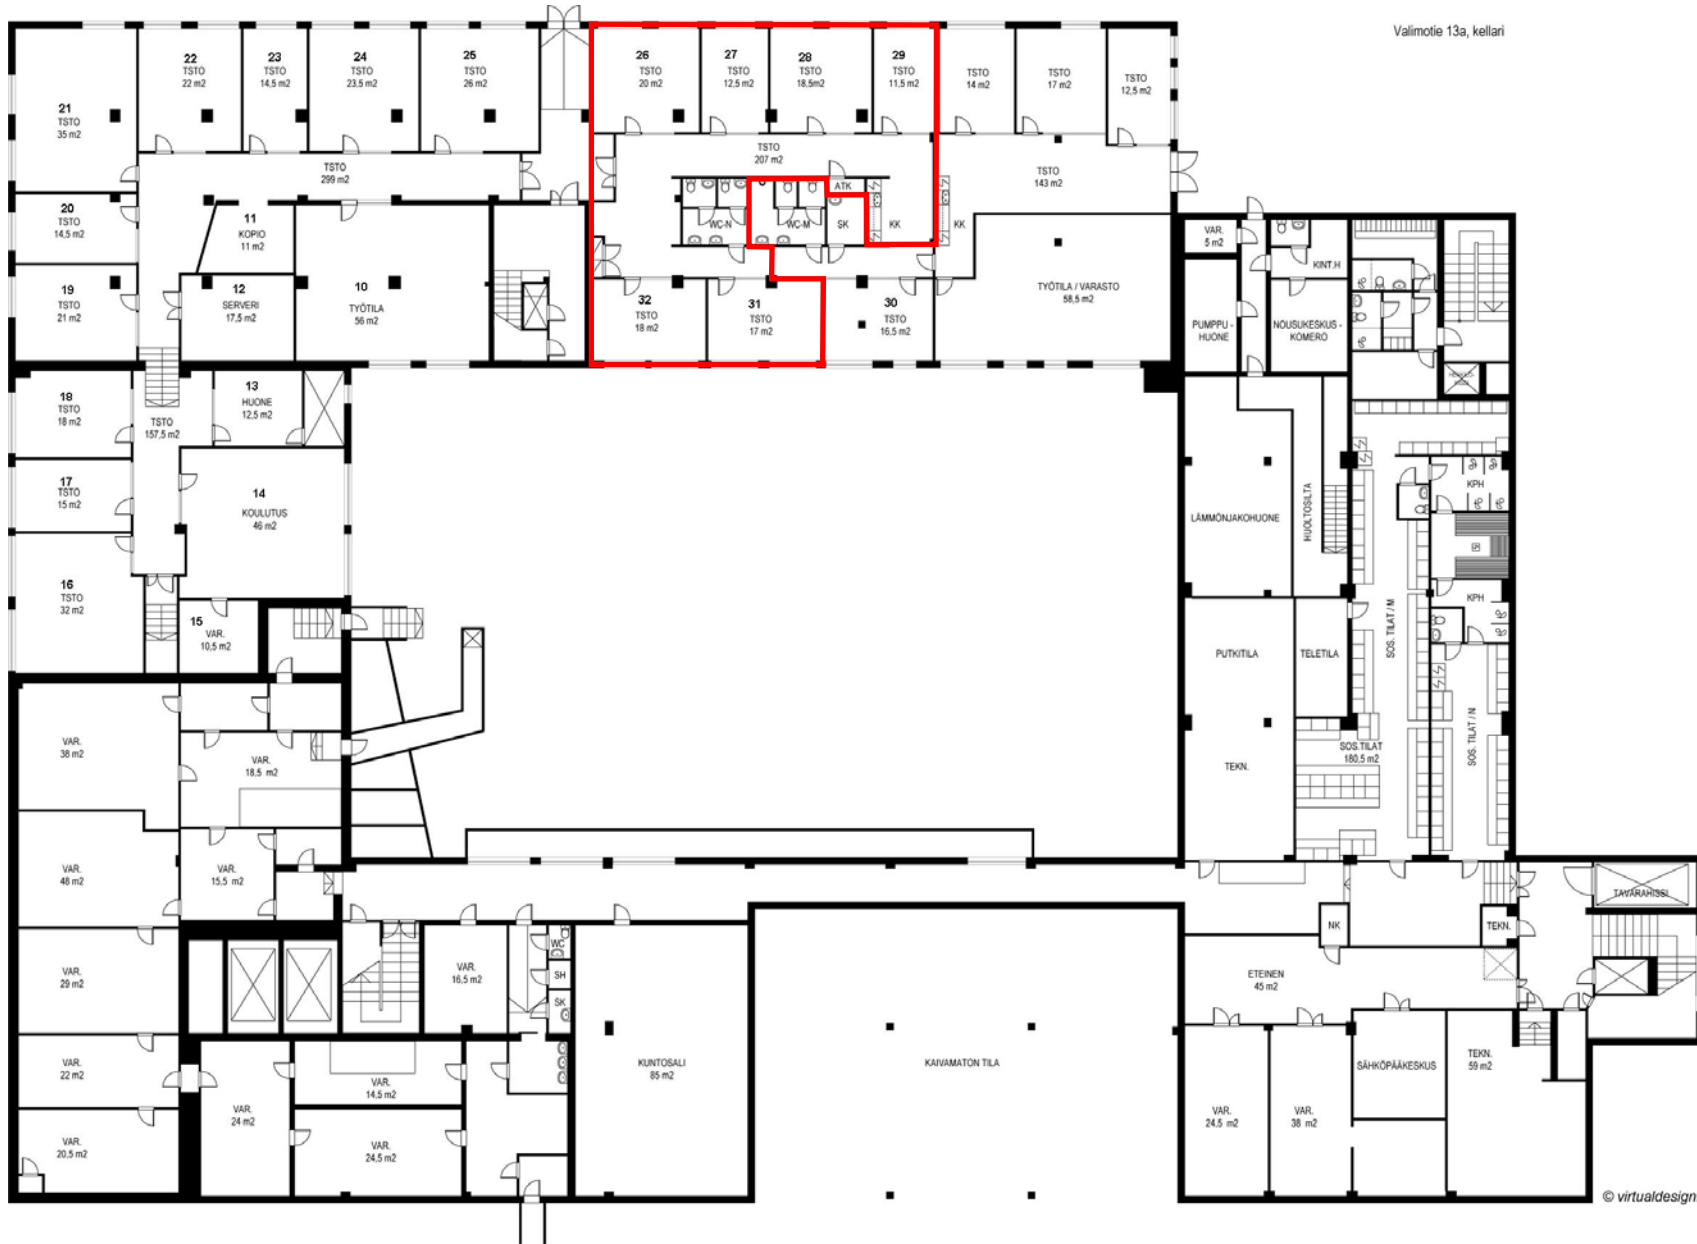 Valimotie 13a, kellari
21
TSTO
35 m2
22
TSTO
22 m2
23
TSTO
14,5 m2
24
TSTO
23,5 m2
25
TSTO
26 m2
26
TSTO
20 m2
27
TSTO
12,5 m2
28
TSTO
18,5m2
29
TSTO
11,5 m2
TSTO
14 m2
TSTO
17 m2
TSTO
12,5 m2
TSTO
299 m2
TSTO
207 m2
TSTO
143 m2
20
TSTO
14,5 m2
11
KOPIO
11 m2
WC-N
WC-M
ATK
SK
KK
KK
19
TSTO
21 m2
12
SERVERI
17,5 m2
10
TYÖTILA
56 m2
32
TSTO
18 m2
31
TSTO
17 m2
30
TSTO
16,5 m2
TYÖTILA / VARASTO
58,5 m2
VAR.
5 m2
KINT.H
PUMPPU -
HUONE
NOUSUKESKUS -
KOMERO
18
TSTO
18 m2
TSTO
157,5 m2
13
HUONE
12,5 m2
17
TSTO
15 m2
14
KOULUTUS
46 m2
16
TSTO
32 m2
15
VAR.
10,5 m2
LÄMMÖNJAKOHUONE
HUOLTOSILTA
KPH
KPH
SOS. TILAT / M
PUTKITILA
TELETILA
TEKN.
SOS.TILAT
180,5 m2
SOS. TILAT / N
VAR.
38 m2
VAR.
18,5 m2
VAR.
48 m2
VAR.
15,5 m2
TAVARAHISSI
NK
TEKN.
VAR.
29 m2
VAR.
16,5 m2
WC
SH
SK
ETEINEN
45 m2
VAR.
22 m2
VAR.
24 m2
VAR.
14,5 m2
KUNTOSALI
85 m2
KAIVAMATON TILA
SÄHKÖPÄÄKESKUS
TEKN.
59 m2
VAR.
20,5 m2
VAR.
24,5 m2
VAR.
24,5 m2
VAR.
38 m2
© virtualdesign